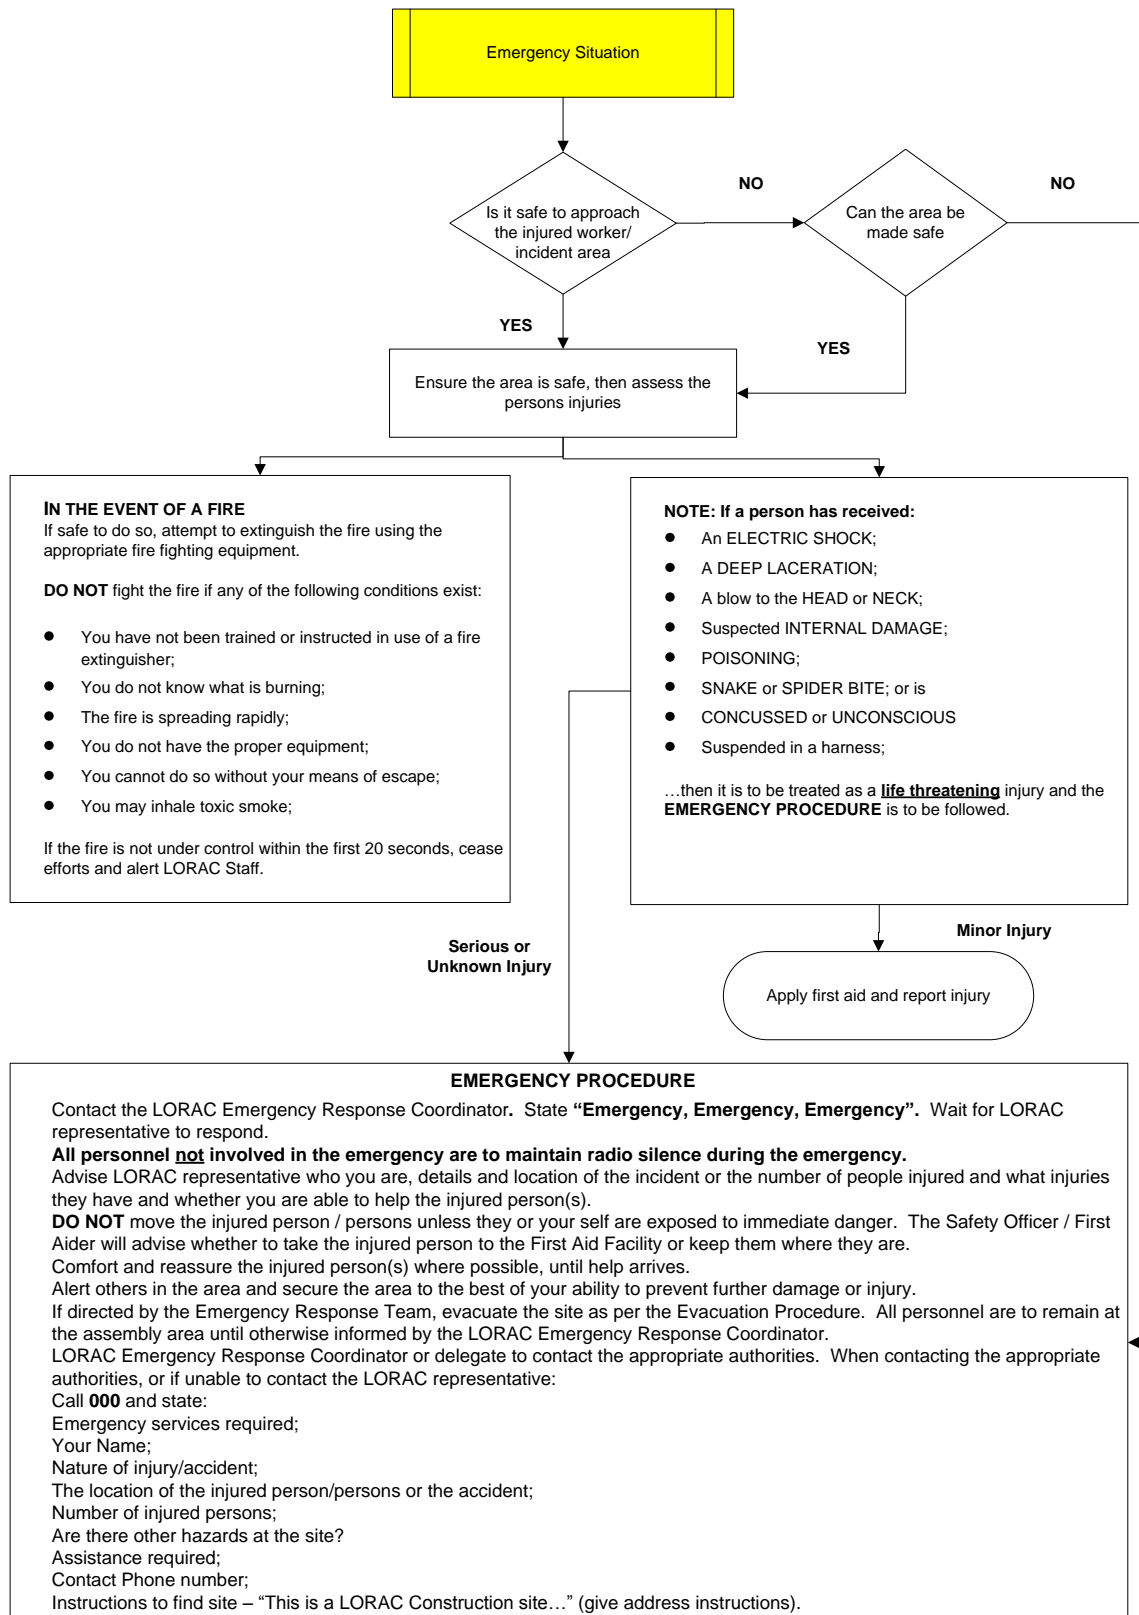 Emergency Situation
NO
NO
Is it safe to approach
the injured worker/
incident area
Can the area be
made safe
YES
YES
Ensure the area is safe, then assess the
persons injuries
IN THE EVENT OF A FIRE
If safe to do so, attempt to extinguish the fire using the
appropriate fire fighting equipment.
DO NOT fight the fire if any of the following conditions exist:
● You have not been trained or instructed in use of a fire
extinguisher;
● You do not know what is burning;
● The fire is spreading rapidly;
● You do not have the proper equipment;
● You cannot do so without your means of escape;
● You may inhale toxic smoke;
If the fire is not under control within the first 20 seconds, cease
efforts and alert LORAC Staff.
NOTE: If a person has received:
● An ELECTRIC SHOCK;
● A DEEP LACERATION;
● A blow to the HEAD or NECK;
● Suspected INTERNAL DAMAGE;
● POISONING;
● SNAKE or SPIDER BITE; or is
● CONCUSSED or UNCONSCIOUS
● Suspended in a harness;
…then it is to be treated as a life threatening injury and the
EMERGENCY PROCEDURE is to be followed.
Serious or
Unknown Injury
Minor Injury
Apply first aid and report injury
EMERGENCY PROCEDURE
Contact the LORAC Emergency Response Coordinator. State “Emergency, Emergency, Emergency”. Wait for LORAC
representative to respond.
All personnel not involved in the emergency are to maintain radio silence during the emergency.
Advise LORAC representative who you are, details and location of the incident or the number of people injured and what injuries
they have and whether you are able to help the injured person(s).
DO NOT move the injured person / persons unless they or your self are exposed to immediate danger. The Safety Officer / First
Aider will advise whether to take the injured person to the First Aid Facility or keep them where they are.
Comfort and reassure the injured person(s) where possible, until help arrives.
Alert others in the area and secure the area to the best of your ability to prevent further damage or injury.
If directed by the Emergency Response Team, evacuate the site as per the Evacuation Procedure. All personnel are to remain at
the assembly area until otherwise informed by the LORAC Emergency Response Coordinator.
LORAC Emergency Response Coordinator or delegate to contact the appropriate authorities. When contacting the appropriate
authorities, or if unable to contact the LORAC representative:
Call 000 and state:
Emergency services required;
Your Name;
Nature of injury/accident;
The location of the injured person/persons or the accident;
Number of injured persons;
Are there other hazards at the site?
Assistance required;
Contact Phone number;
Instructions to find site – “This is a LORAC Construction site…” (give address instructions).